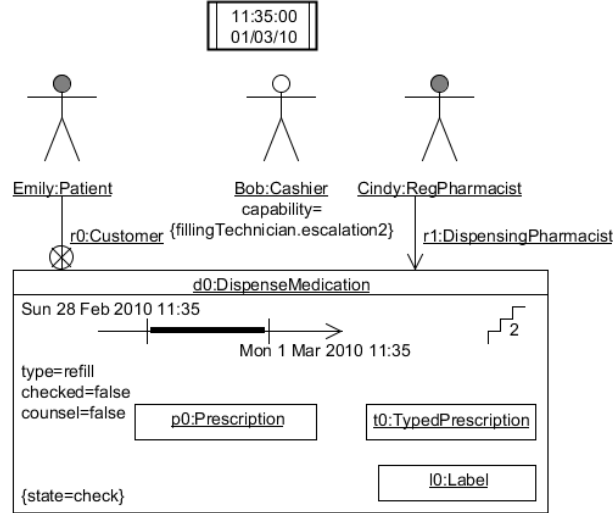 11:35:00
01/03/10
Emily:Patient
Bob:Cashier
Cindy:RegPharmacist
capability=
{fillingTechnician.escalation2}
r0:Customer
r1:DispensingPharmacist
d0:DispenseMedication
Sun 28 Feb 2010 11:35
2
Mon 1 Mar 2010 11:35
type=refill
checked=false
counsel=false
p0:Prescription
t0:TypedPrescription
l0:Label
{state=check}